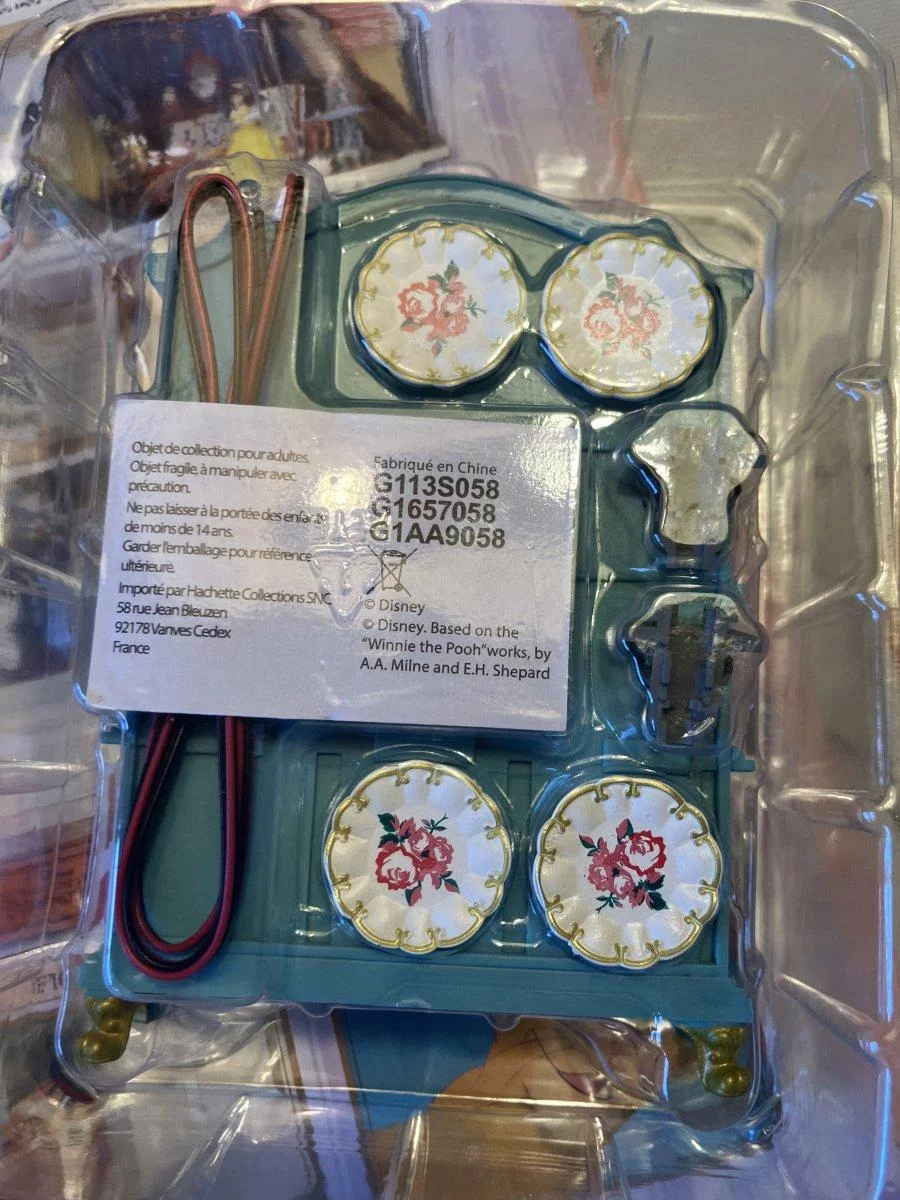 Objet de collection pour adultes.
Objet fragile, à manipuler avec
précaution.
Ne pas laisser à la portée des enfants
de moins de 14 ans.
Garder l'emballage pour référence
ultérieure.
Importé par Hachette Collections SNC
58 rue Jean Bleuzen
92178 Vanves Cedex
France
Fabriqué en Chine
G113S058
G1657058
G1AA9058
© Disney
© Disney. Based on the
"Winnie the Pooh"works, by
A.A. Milne and E.H. Shepard